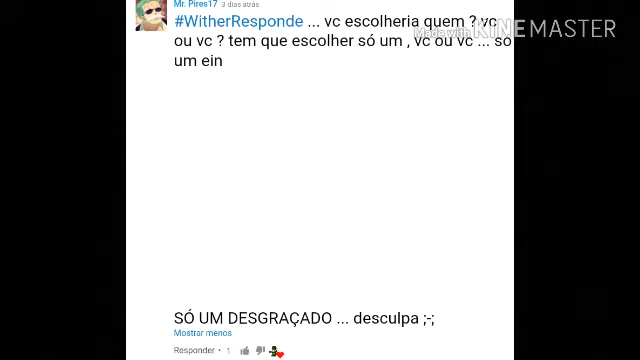 Mr. Pires17 3 dias atrás
#WitherResponde ... vc escolheria quem ? vc
ou vc ? tem que escolher só um , vc ou vc ... só
um ein
Made with KINEMASTER
SÓ UM DESGRAÇADO ... desculpa ;-;
Mostrar menos
Responder • 1